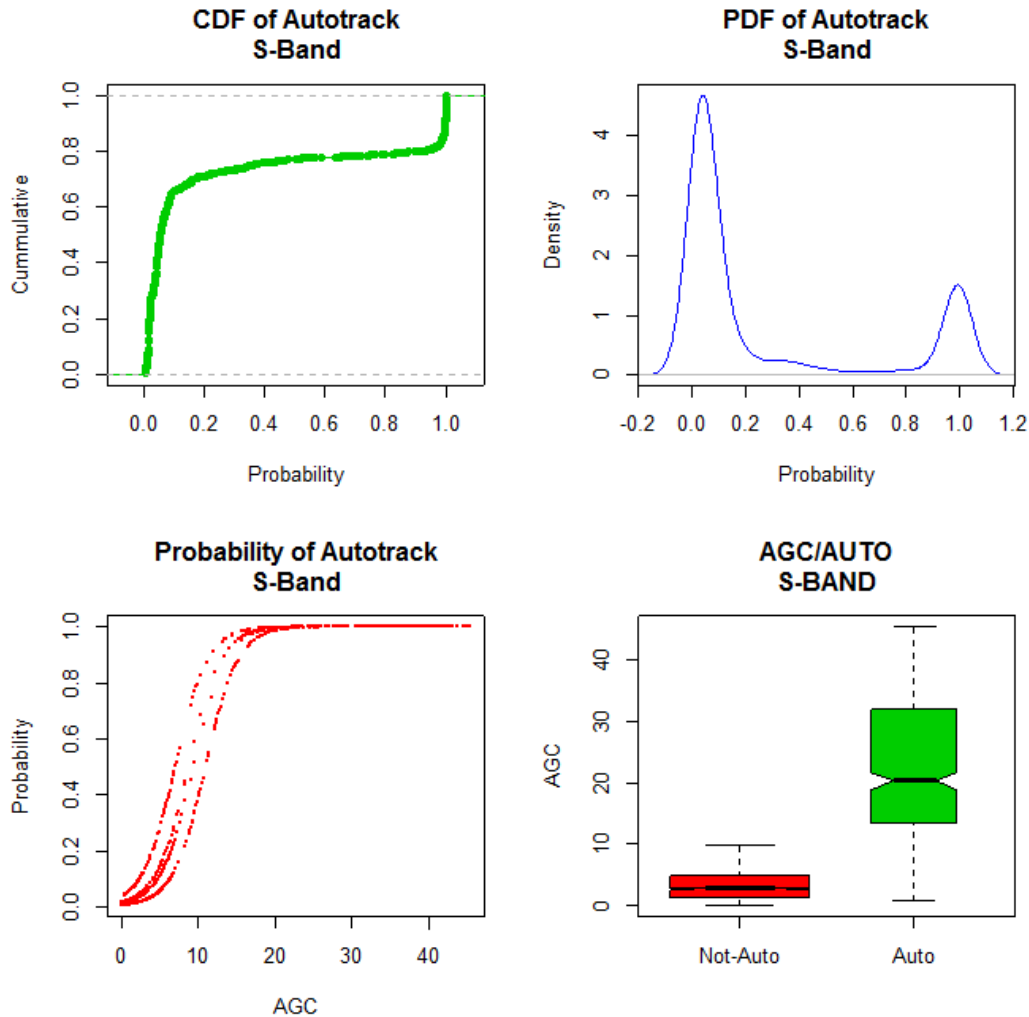 CDF of Autotrack
S-Band
Cummulative
0.0 0.2 0.4 0.6 0.8 1.0
0.0 0.2 0.4 0.6 0.8 1.0
Probability
PDF of Autotrack
S-Band
Density
0 1 2 3 4
-0.2 0.0 0.2 0.4 0.6 0.8 1.0 1.2
Probability
Probability of Autotrack
S-Band
Probability
0.0 0.2 0.4 0.6 0.8 1.0
0 10 20 30 40
AGC
AGC/AUTO
S-BAND
AGC
0 10 20 30 40
Not-Auto Auto